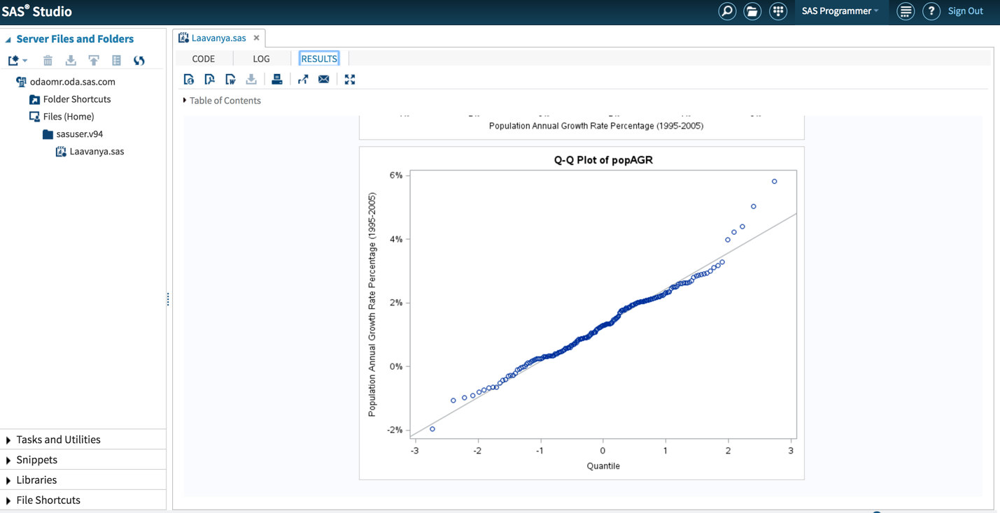 SAS® Studio
SAS Programmer
Sign Out
Server Files and Folders
odaomr.oda.sas.com
Folder Shortcuts
Files (Home)
sasuser.v94
Laavanya.sas
Tasks and Utilities
Snippets
Libraries
File Shortcuts
Laavanya.sas
CODE LOG RESULTS
Table of Contents
Population Annual Growth Rate Percentage (1995-2005)
Q-Q Plot of popAGR
Population Annual Growth Rate Percentage (1995-2005)
6%
4%
2%
0%
-2%
-3 -2 -1 0 1 2 3
Quantile